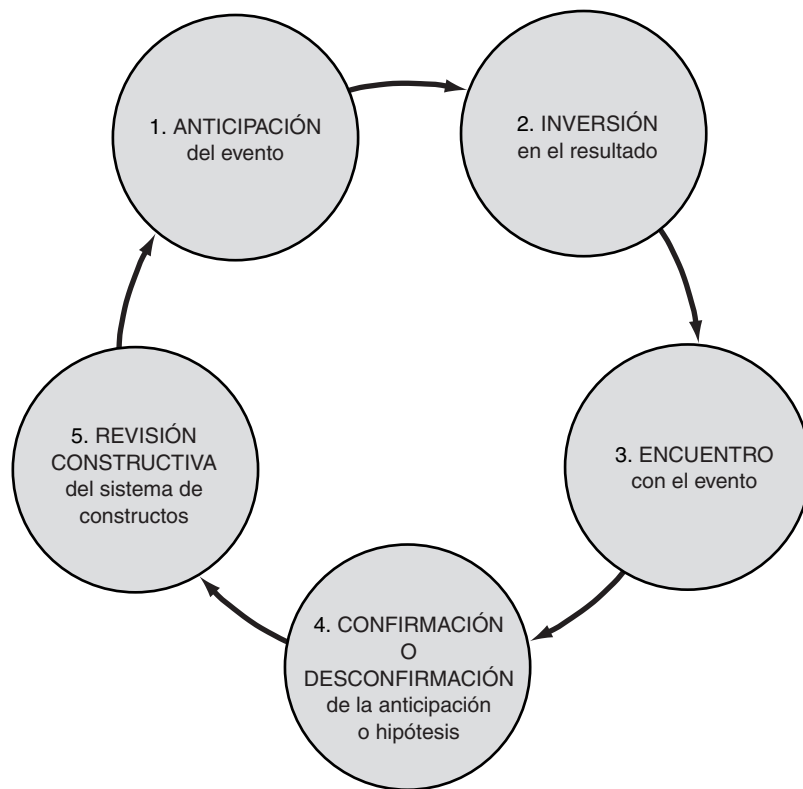 1. ANTICIPACIÓN
del evento
2. INVERSIÓN
en el resultado
3. ENCUENTRO
con el evento
4. CONFIRMACIÓN
O
DESCONFIRMACIÓN
de la anticipación
o hipótesis
5. REVISIÓN
CONSTRUCTIVA
del sistema de
constructos